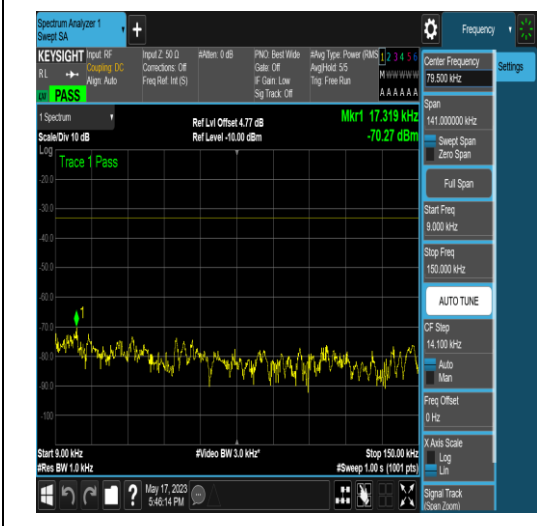 Spectrum Analyzer 1
Swept SA
+
Frequency
KEYSIGHT
RL
PASS
Input: RF
Coupling: DC
Align: Auto
Input Z: 50 Ω
Corrections: Off
Freq Ref: Int (S)
#Atten: 0 dB
PNO: Best Wide
Gate: Off
IF Gain: Low
Sig Track: Off
#Avg Type: Power (RMS
Avg|Hold: 5/5
Trig: Free Run
1 2 3 4 5 6
M W W W W W
A A A A A A
1 Spectrum
Scale/Div 10 dB
Ref Lvl Offset 4.77 dB
Ref Level -10.00 dBm
Mkr1 17.319 kHz
-70.27 dBm
Log
Trace 1 Pass
-20.0
-30.0
-40.0
-50.0
-60.0
-70.0
-80.0
-90.0
-100
1
Start 9.00 kHz
#Res BW 1.0 kHz
#Video BW 3.0 kHz*
Stop 150.00 kHz
#Sweep 1.00 s (1001 pts)
?
May 17, 2023
5:46:14 PM
Center Frequency
79.500 kHz
Settings
Span
141.000000 kHz
Swept Span
Zero Span
Full Span
Start Freq
9.000 kHz
Stop Freq
150.000 kHz
AUTO TUNE
CF Step
14.100 kHz
Auto
Man
Freq Offset
0 Hz
X Axis Scale
Log
Lin
Signal Track
(Span Zoom)